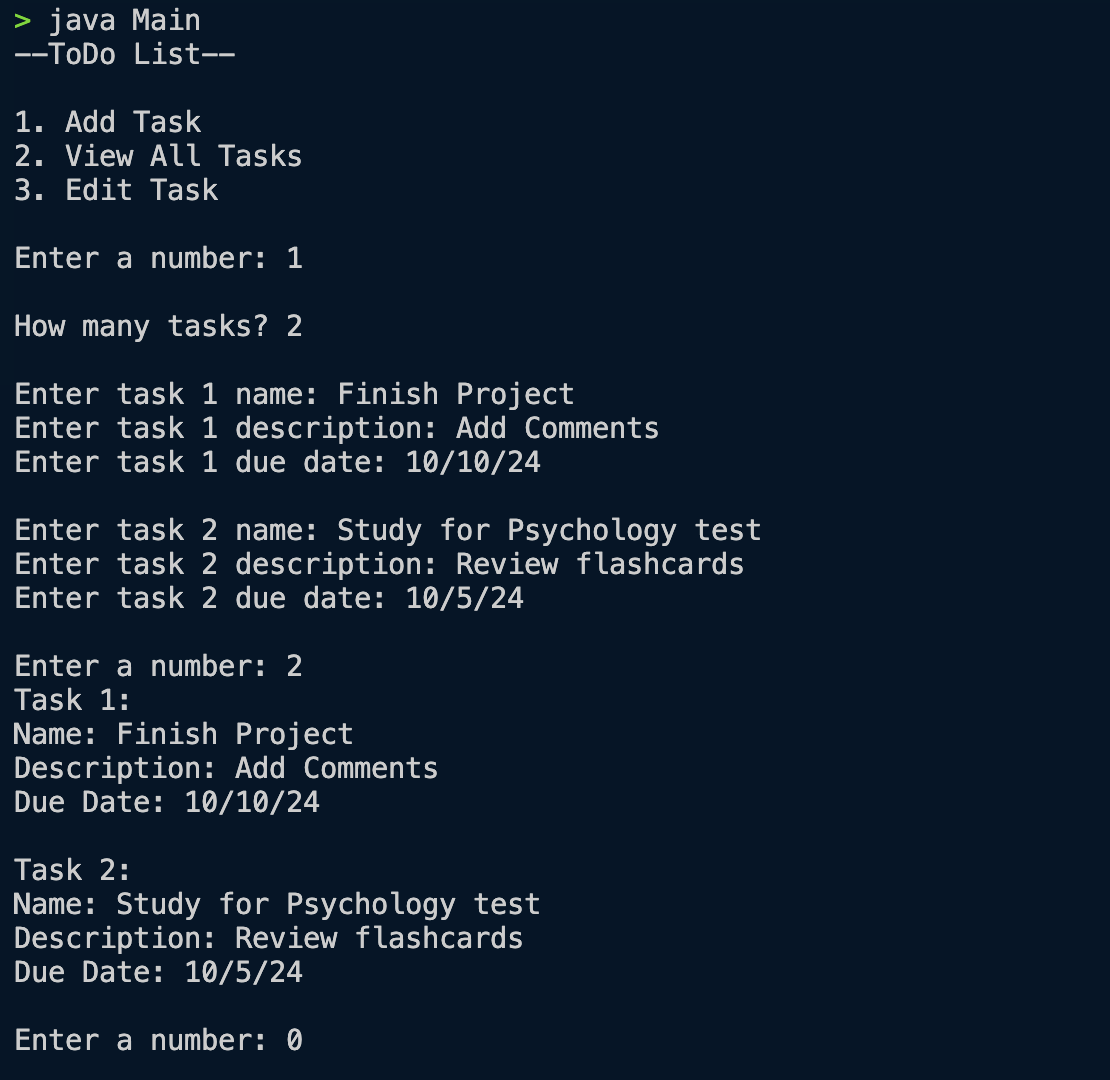 > java Main
--ToDo List--
1. Add Task
2. View All Tasks
3. Edit Task
Enter a number: 1
How many tasks? 2
Enter task 1 name: Finish Project
Enter task 1 description: Add Comments
Enter task 1 due date: 10/10/24
Enter task 2 name: Study for Psychology test
Enter task 2 description: Review flashcards
Enter task 2 due date: 10/5/24
Enter a number: 2
Task 1:
Name: Finish Project
Description: Add Comments
Due Date: 10/10/24
Task 2:
Name: Study for Psychology test
Description: Review flashcards
Due Date: 10/5/24
Enter a number: 0